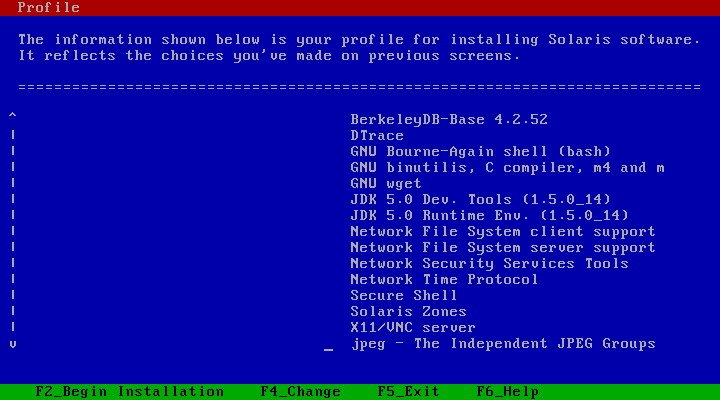 Profile
The information shown below is your profile for installing Solaris software.
It reflects the choices you've made on previous screens.
============================================================================
^
BerkeleyDB-Base 4.2.52
DTrace
GNU Bourne-Again shell (bash)
GNU binutilis, C compiler, m4 and m
GNU wget
JDK 5.0 Dev. Tools (1.5.0_14)
JDK 5.0 Runtime Env. (1.5.0_14)
Network File System client support
Network File System server support
Network Security Services Tools
Network Time Protocol
Secure Shell
Solaris Zones
X11/VNC server
v _ jpeg - The Independent JPEG Groups
F2_Begin Installation F4_Change F5_Exit F6_Help